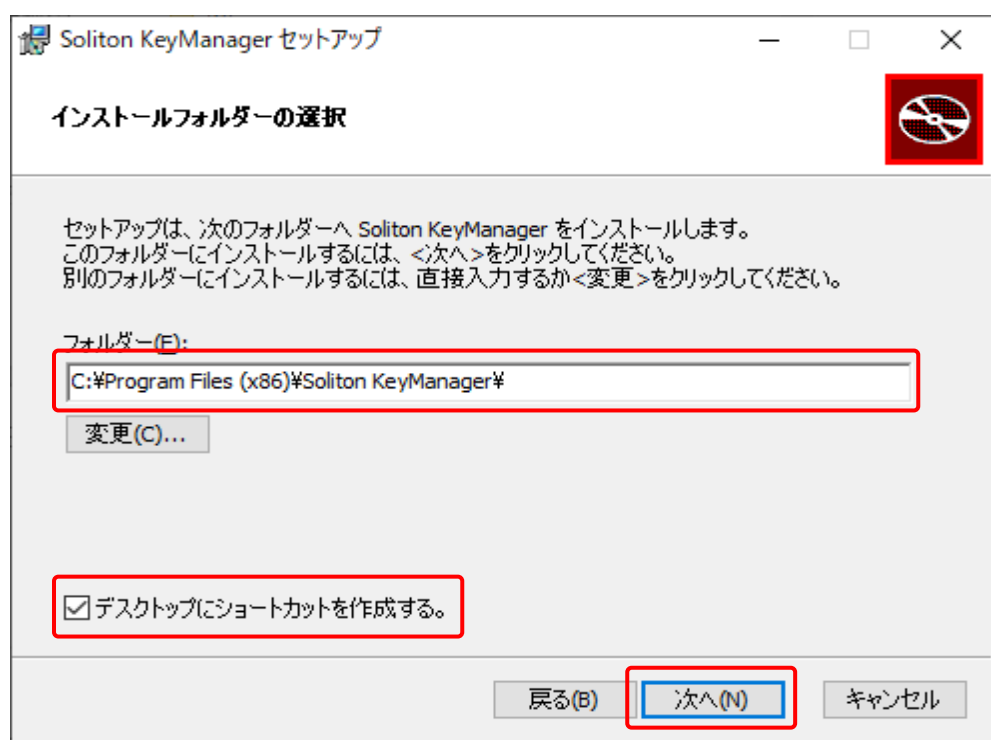 Soliton KeyManager セットアップ
インストールフォルダーの選択
セットアップは、次のフォルダーへ Soliton KeyManager をインストールします。
このフォルダーにインストールするには、<次へ>をクリックしてください。
別のフォルダーにインストールするには、直接入力するか<変更>をクリックしてください。
フォルダー(F):
C:¥Program Files (x86)¥Soliton KeyManager¥
変更(C)...
デスクトップにショートカットを作成する。
戻る(B) 次へ(N) キャンセル